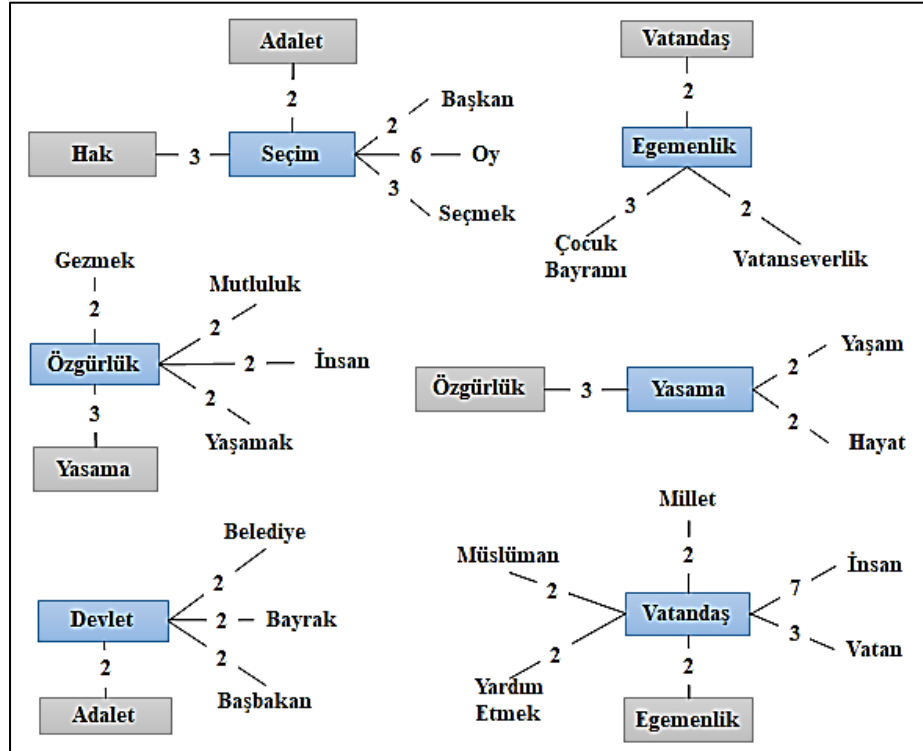 Adalet
2
Hak
3
Seçim
2
Başkan
6
Oy
3
Seçmek
Vatandaş
2
Egemenlik
3
Çocuk
Bayramı
2
Vatanseverlik
Gezmek
2
Özgürlük
2
Mutluluk
2
İnsan
2
Yaşamak
3
Yasama
Özgürlük
3
Yasama
2
Yaşam
2
Hayat
Devlet
2
Belediye
2
Bayrak
2
Başbakan
2
Adalet
Millet
2
Müslüman
2
Vatandaş
7
İnsan
3
Vatan
2
Yardım
Etmek
2
Egemenlik